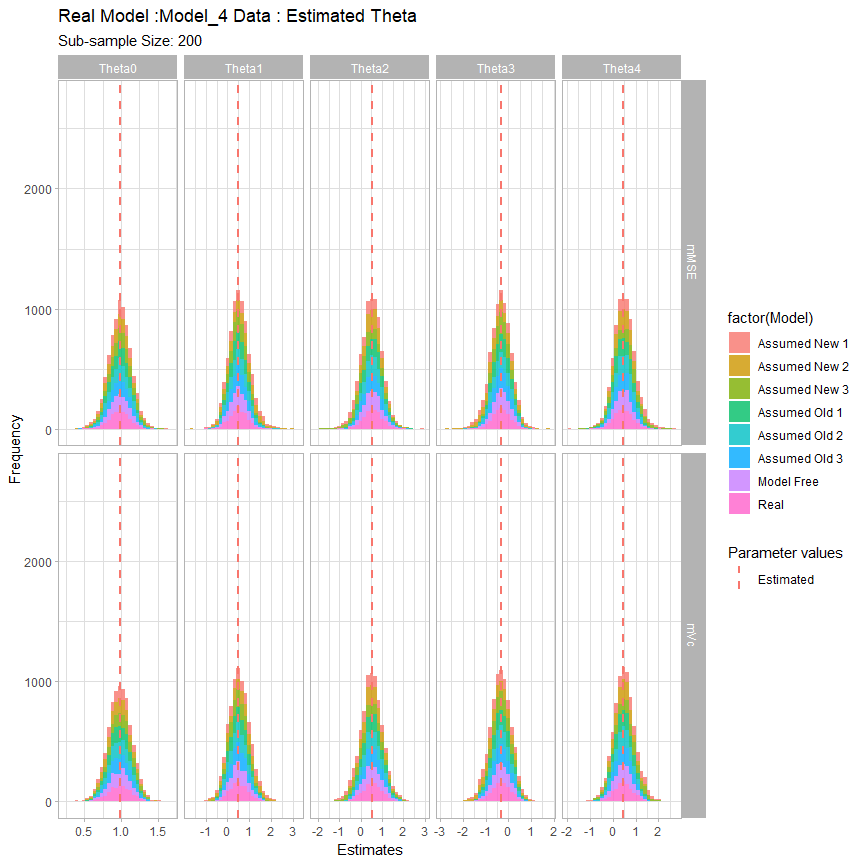 Real Model :Model_4 Data : Estimated Theta
Sub-sample Size: 200
Theta0 Theta1 Theta2 Theta3 Theta4
2000
1000
0
mMSE
2000
1000
0
mVc
Frequency
0.5 1.0 1.5 -1 0 1 2 3 -2 -1 0 1 2 3 -3 -2 -1 0 1 2 -2 -1 0 1 2
Estimates
factor(Model)
Assumed New 1
Assumed New 2
Assumed New 3
Assumed Old 1
Assumed Old 2
Assumed Old 3
Model Free
Real
Parameter values
Estimated